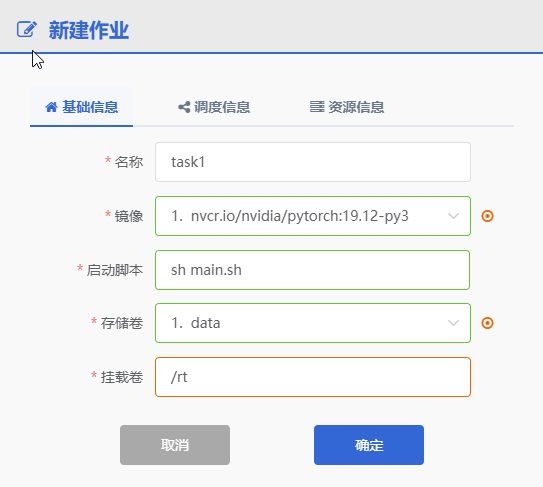 新建作业
基础信息 调度信息 资源信息
* 名称 task1
* 镜像 1. nvcr.io/nvidia/pytorch:19.12-py3
* 启动脚本 sh main.sh
* 存储卷 1. data
* 挂载卷 /rt
取消 确定